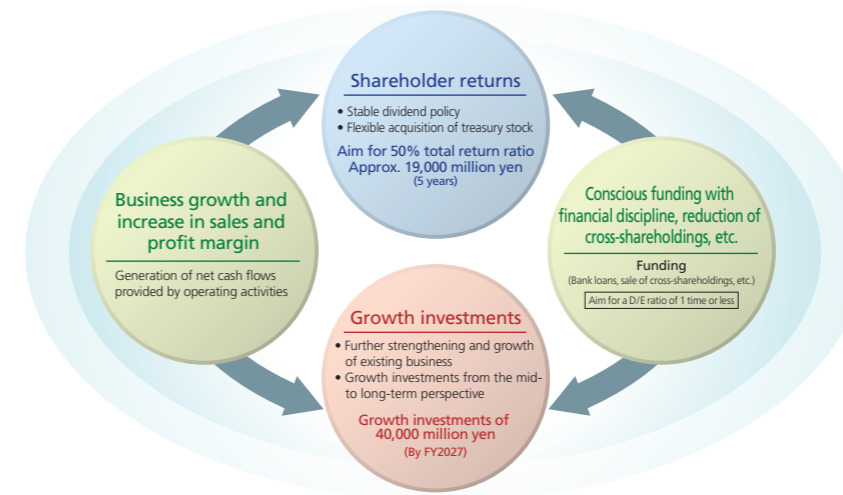 Shareholder returns
• Stable dividend policy
• Flexible acquisition of treasury stock
Aim for 50% total return ratio
Approx. 19,000 million yen
(5 years)
Business growth and
increase in sales and
profit margin
Generation of net cash flows
provided by operating activities
Conscious funding with
financial discipline, reduction of
cross-shareholdings, etc.
Funding
(Bank loans, sale of cross-shareholdings, etc.)
Aim for a D/E ratio of 1 time or less
Growth investments
• Further strengthening and growth
of existing business
• Growth investments from the mid-
to long-term perspective
Growth investments of
40,000 million yen
(By FY2027)